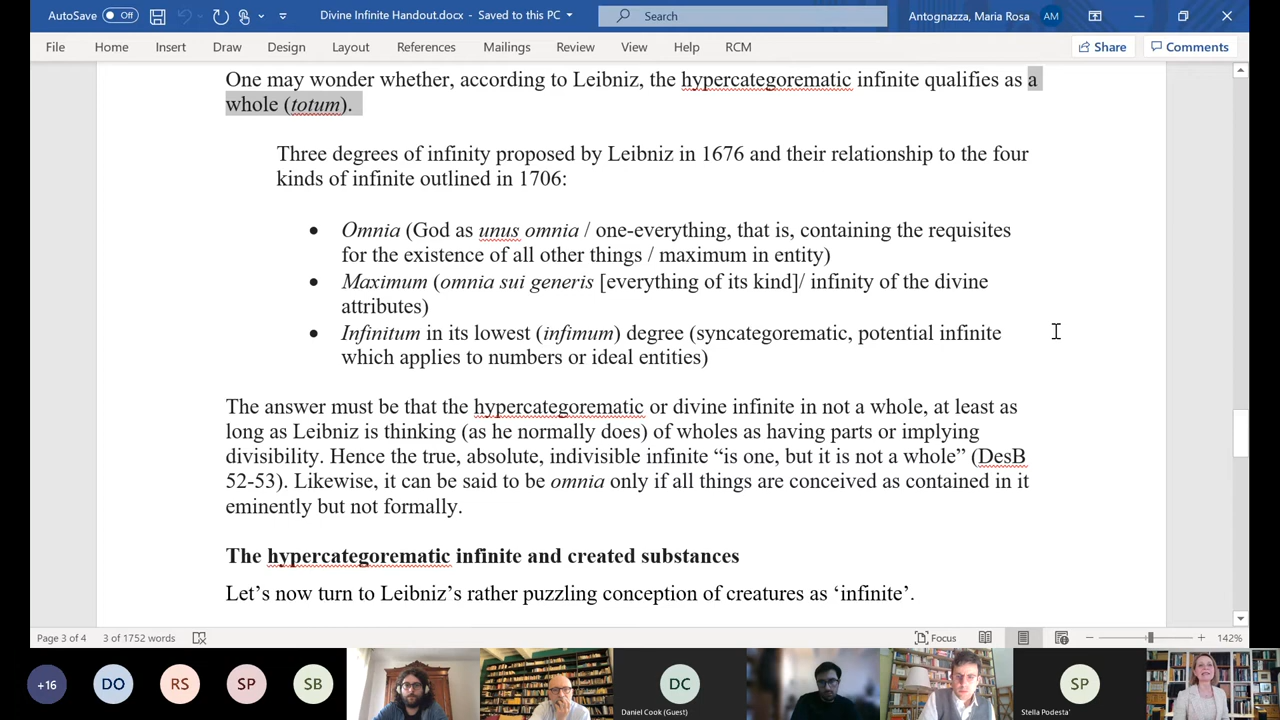 AutoSave Off Divine Infinite Handout.docx - Saved to this PC Search Antognazza, Maria Rosa AM
File Home Insert Draw Design Layout References Mailings Review View Help RCM Share Comments
One may wonder whether, according to Leibniz, the hypercategorematic infinite qualifies as a
whole (totum).
Three degrees of infinity proposed by Leibniz in 1676 and their relationship to the four
kinds of infinite outlined in 1706:
• Omnia (God as unus omnia / one-everything, that is, containing the requisites
for the existence of all other things / maximum in entity)
• Maximum (omnia sui generis [everything of its kind]/ infinity of the divine
attributes)
• Infinitum in its lowest (infimum) degree (syncategorematic, potential infinite
which applies to numbers or ideal entities)
The answer must be that the hypercategorematic or divine infinite in not a whole, at least as
long as Leibniz is thinking (as he normally does) of wholes as having parts or implying
divisibility. Hence the true, absolute, indivisible infinite “is one, but it is not a whole” (DesB
52-53). Likewise, it can be said to be omnia only if all things are conceived as contained in it
eminently but not formally.
The hypercategorematic infinite and created substances
Let’s now turn to Leibniz’s rather puzzling conception of creatures as ‘infinite’.
Page 3 of 4 3 of 1752 words Focus 142%
+16 DO RS SP SB DC SP
Daniel Cook (Guest) Stella Podesta'